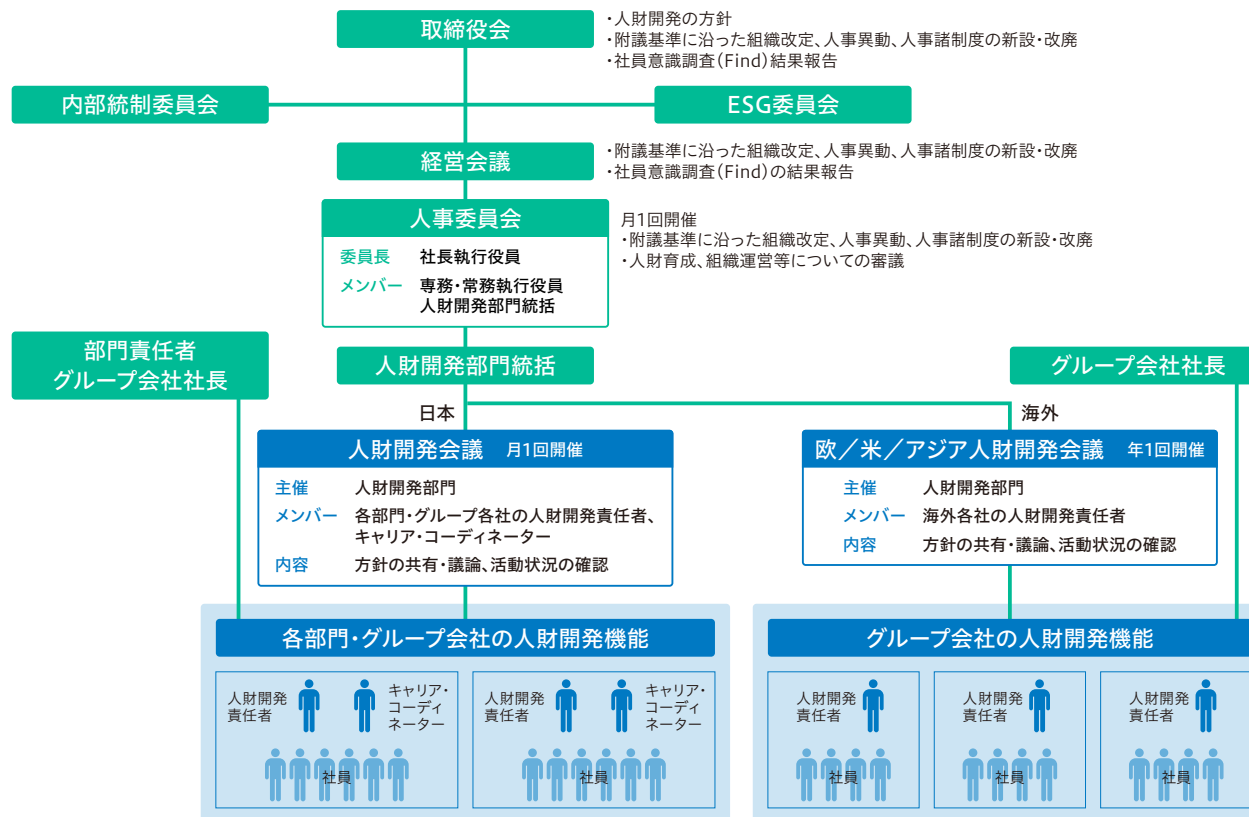 取締役会
・人財開発の方針
・附議基準に沿った組織改定、人事異動、人事諸制度の新設・改廃
・社員意識調査(Find)結果報告
内部統制委員会
ESG委員会
経営会議
・附議基準に沿った組織改定、人事異動、人事諸制度の新設・改廃
・社員意識調査(Find)の結果報告
人事委員会
委員長 社長執行役員
メンバー 専務・常務執行役員
人財開発部門統括
月1回開催
・附議基準に沿った組織改定、人事異動、人事諸制度の新設・改廃
・人財育成、組織運営等についての審議
部門責任者
グループ会社社長
人財開発部門統括
グループ会社社長
日本
海外
人財開発会議 月1回開催
主催 人財開発部門
メンバー 各部門・グループ各社の人財開発責任者、
キャリア・コーディネーター
内容 方針の共有・議論、活動状況の確認
欧/米/アジア人財開発会議 年1回開催
主催 人財開発部門
メンバー 海外各社の人財開発責任者
内容 方針の共有・議論、活動状況の確認
各部門・グループ会社の人財開発機能
人財開発
責任者
キャリア・
コーディ
ネーター
社員
人財開発
責任者
キャリア・
コーディ
ネーター
社員
グループ会社の人財開発機能
人財開発
責任者
社員
人財開発
責任者
社員
人財開発
責任者
社員